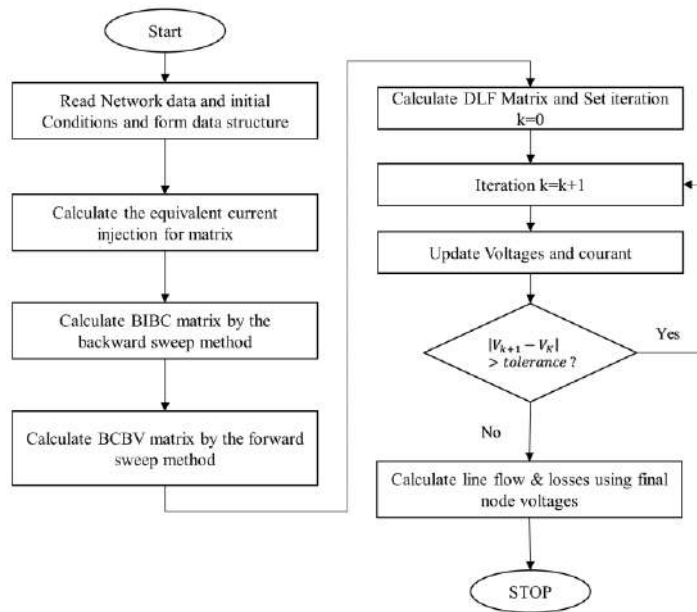 Start
Read Network data and initial
Conditions and form data structure
Calculate the equivalent current
injection for matrix
Calculate BIBC matrix by the
backward sweep method
Calculate BCBV matrix by the forward
sweep method
Calculate DLF Matrix and Set iteration
k=0
Iteration k=k+1
Update Voltages and courant
|V_{k+1} − V_K|
> tolerance ?
Yes
No
Calculate line flow & losses using final
node voltages
STOP